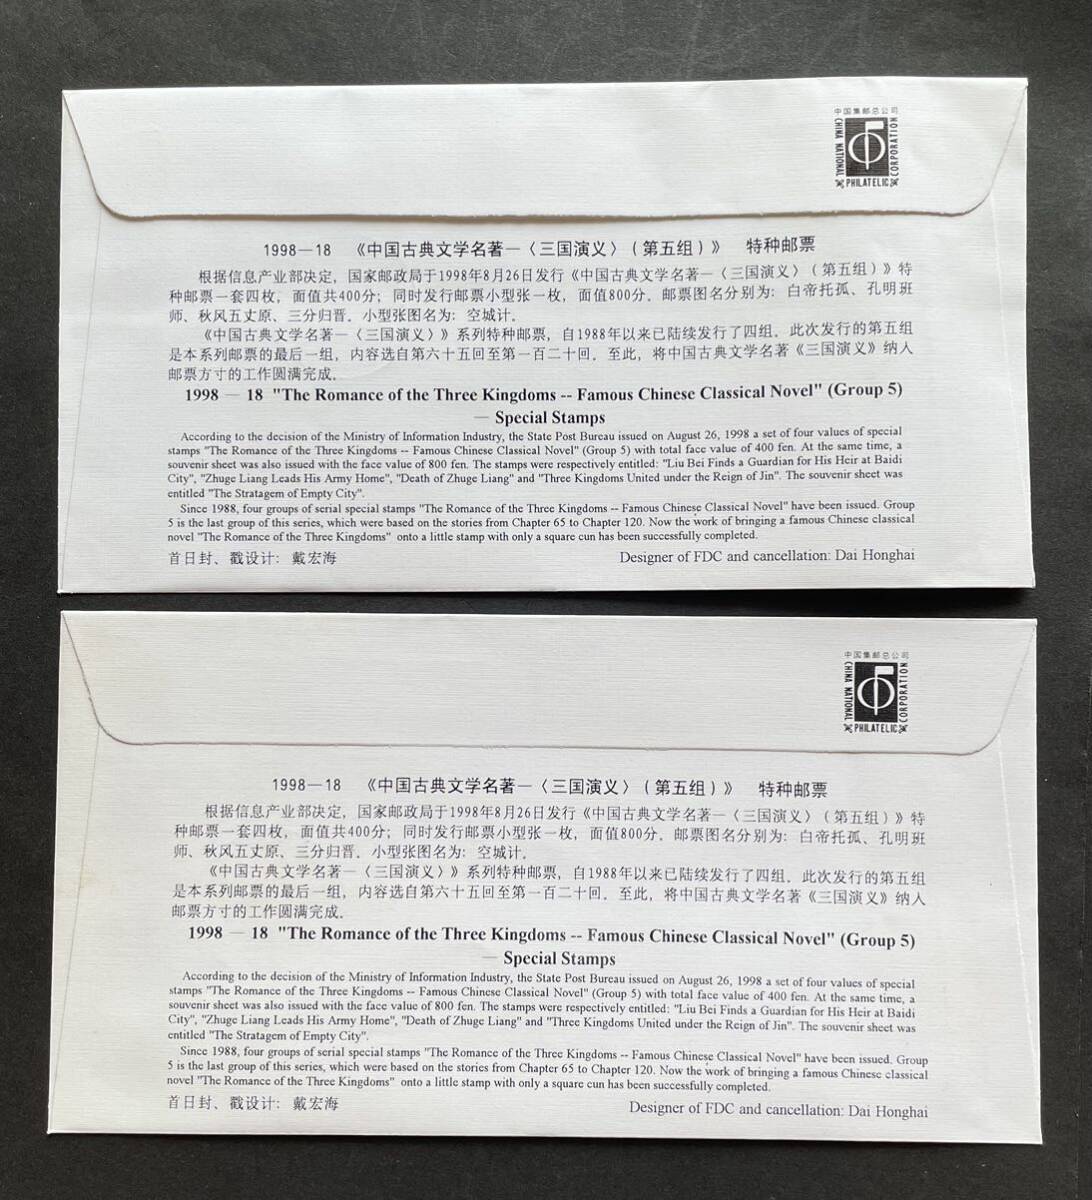 中国集邮总公司
CHINA NATIONAL
PHILATELIC
CORPORATION
1998—18 《中国古典文学名著—〈三国演义〉(第五组)》 特种邮票
根据信息产业部决定，国家邮政局于1998年8月26日发行《中国古典文学名著—〈三国演义〉(第五组)》特
种邮票一套四枚，面值共400分；同时发行邮票小型张一枚，面值800分．邮票图名分别为：白帝托孤、孔明班
师、秋风五丈原、三分归晋．小型张图名为：空城计．
《中国古典文学名著—〈三国演义〉》系列特种邮票，自1988年以来已陆续发行了四组．此次发行的第五组
是本系列邮票的最后一组，内容选自第六十五回至第一百二十回．至此，将中国古典文学名著《三国演义》纳人
邮票方寸的工作圆满完成．
1998 — 18 "The Romance of the Three Kingdoms -- Famous Chinese Classical Novel" (Group 5)
— Special Stamps
According to the decision of the Ministry of Information Industry, the State Post Bureau issued on August 26, 1998 a set of four values of special
stamps "The Romance of the Three Kingdoms -- Famous Chinese Classical Novel" (Group 5) with total face value of 400 fen. At the same time, a
souvenir sheet was also issued with the face value of 800 fen. The stamps were respectively entitled: "Liu Bei Finds a Guardian for His Heir at Baidi
City", "Zhuge Liang Leads His Army Home", "Death of Zhuge Liang" and "Three Kingdoms United under the Reign of Jin". The souvenir sheet was
entitled "The Stratagem of Empty City".
Since 1988, four groups of serial special stamps "The Romance of the Three Kingdoms -- Famous Chinese Classical Novel" have been issued. Group
5 is the last group of this series, which were based on the stories from Chapter 65 to Chapter 120. Now the work of bringing a famous Chinese classical
novel "The Romance of the Three Kingdoms" onto a little stamp with only a square cun has been successfully completed.
首日封、戳设计：戴宏海 Designer of FDC and cancellation: Dai Honghai
中国集邮总公司
CHINA NATIONAL
PHILATELIC
CORPORATION
1998—18 《中国古典文学名著—〈三国演义〉(第五组)》 特种邮票
根据信息产业部决定，国家邮政局于1998年8月26日发行《中国古典文学名著—〈三国演义〉(第五组)》特
种邮票一套四枚，面值共400分；同时发行邮票小型张一枚，面值800分．邮票图名分别为：白帝托孤、孔明班
师、秋风五丈原、三分归晋．小型张图名为：空城计．
《中国古典文学名著—〈三国演义〉》系列特种邮票，自1988年以来已陆续发行了四组．此次发行的第五组
是本系列邮票的最后一组，内容选自第六十五回至第一百二十回．至此，将中国古典文学名著《三国演义》纳人
邮票方寸的工作圆满完成．
1998 — 18 "The Romance of the Three Kingdoms -- Famous Chinese Classical Novel" (Group 5)
— Special Stamps
According to the decision of the Ministry of Information Industry, the State Post Bureau issued on August 26, 1998 a set of four values of special
stamps "The Romance of the Three Kingdoms -- Famous Chinese Classical Novel" (Group 5) with total face value of 400 fen. At the same time, a
souvenir sheet was also issued with the face value of 800 fen. The stamps were respectively entitled: "Liu Bei Finds a Guardian for His Heir at Baidi
City", "Zhuge Liang Leads His Army Home", "Death of Zhuge Liang" and "Three Kingdoms United under the Reign of Jin". The souvenir sheet was
entitled "The Stratagem of Empty City".
Since 1988, four groups of serial special stamps "The Romance of the Three Kingdoms -- Famous Chinese Classical Novel" have been issued. Group
5 is the last group of this series, which were based on the stories from Chapter 65 to Chapter 120. Now the work of bringing a famous Chinese classical
novel "The Romance of the Three Kingdoms" onto a little stamp with only a square cun has been successfully completed.
首日封、戳设计：戴宏海 Designer of FDC and cancellation: Dai Honghai